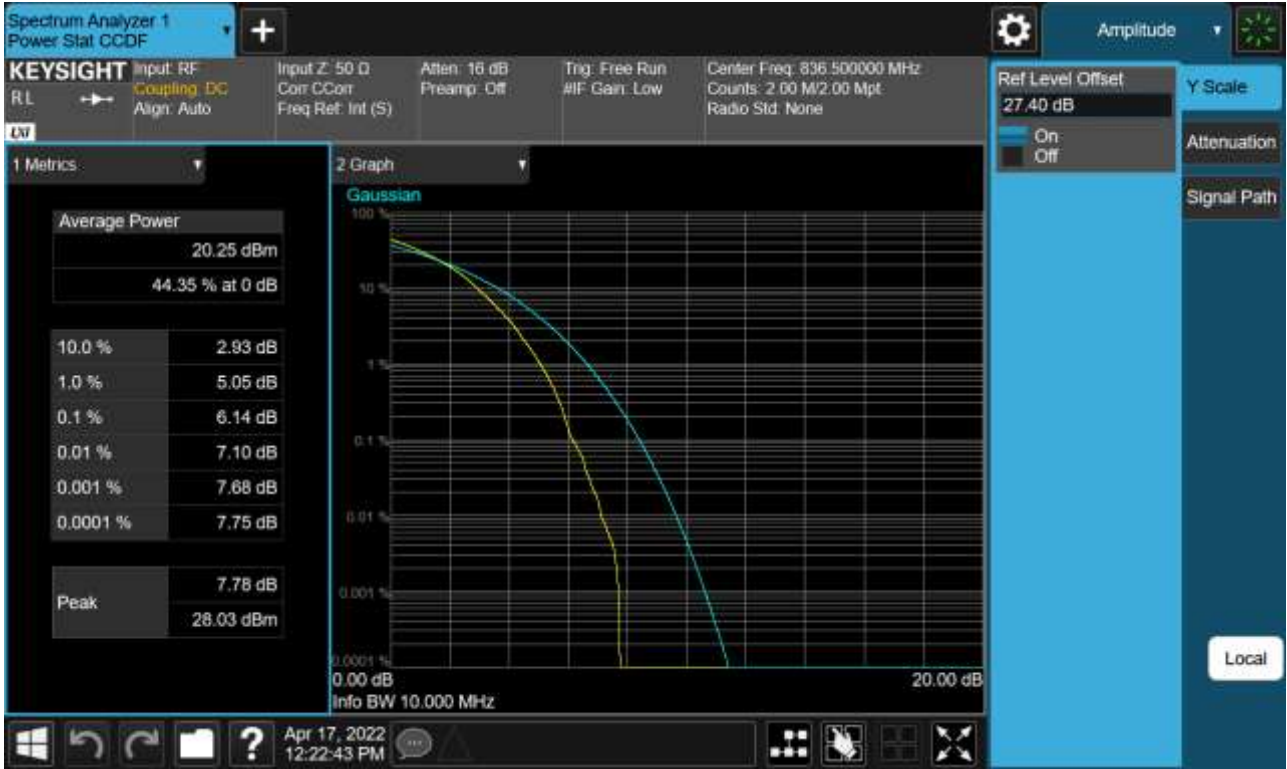 Spectrum Analyzer 1
Power Stat CCDF
Amplitude
KEYSIGHT
RL
LXI
Input: RF
Coupling: DC
Align: Auto
Input Z: 50 Ω
Corr CCorr
Freq Ref: Int (S)
Atten: 16 dB
Preamp: Off
Trig: Free Run
#IF Gain: Low
Center Freq: 836.500000 MHz
Counts: 2.00 M/2.00 Mpt
Radio Std: None
Ref Level Offset
27.40 dB
On
Off
Y Scale
Attenuation
Signal Path
1 Metrics
Average Power
20.25 dBm
44.35 % at 0 dB
10.0 % 2.93 dB
1.0 % 5.05 dB
0.1 % 6.14 dB
0.01 % 7.10 dB
0.001 % 7.68 dB
0.0001 % 7.75 dB
Peak
7.78 dB
28.03 dBm
2 Graph
Gaussian
100 %
10 %
1 %
0.1 %
0.01 %
0.001 %
0.0001 %
0.00 dB 20.00 dB
Info BW 10.000 MHz
Local
?
Apr 17, 2022
12:22:43 PM